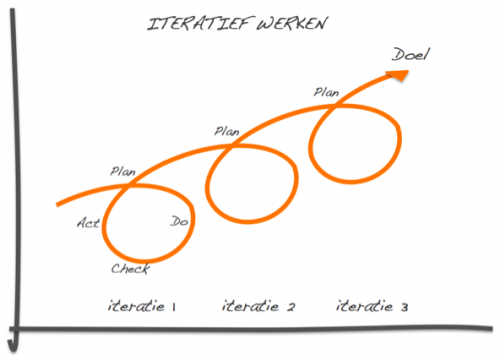 ITERATIEF WERKEN
Doel
Plan
Plan
Plan
Act
Do
Check
iteratie 1
iteratie 2
iteratie 3